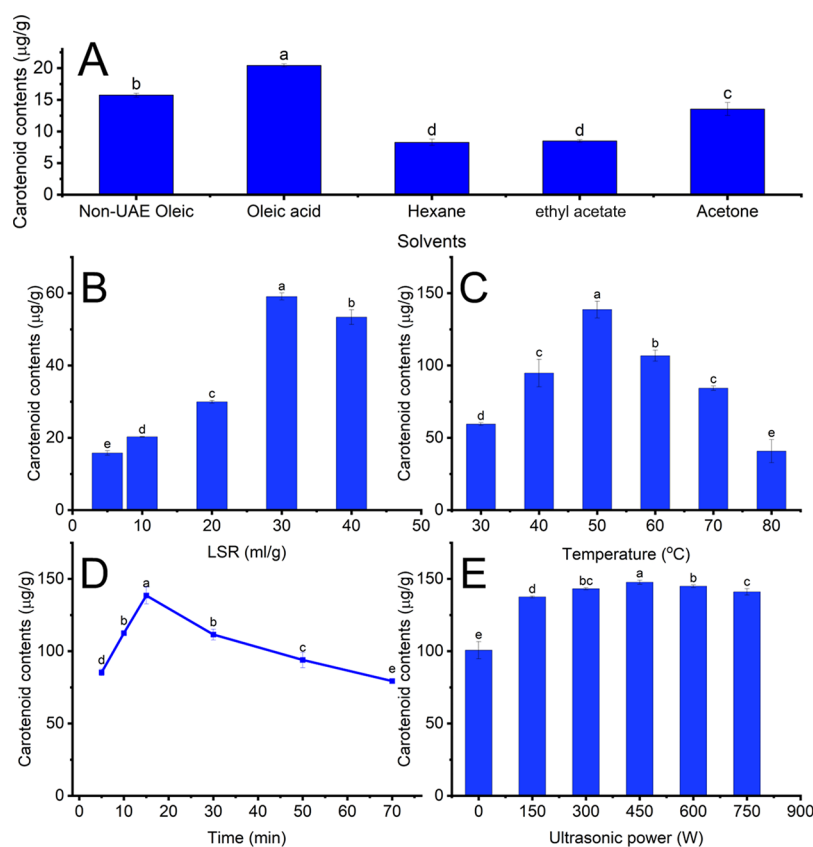 A
Carotenoid contents (μg/g)
20
15
10
5
0
b
a
d
d
c
Non-UAE Oleic
Oleic acid
Hexane
ethyl acetate
Acetone
Solvents
B
Carotenoid contents (μg/g)
60
40
20
0
e
d
c
a
b
0
10
20
30
40
50
LSR (ml/g)
C
Carotenoid contents (μg/g)
150
100
50
0
d
c
a
b
c
e
30
40
50
60
70
80
Temperature (°C)
D
Carotenoid contents (μg/g)
150
100
50
0
d
b
a
b
c
e
0
10
20
30
40
50
60
70
Time (min)
E
Carotenoid contents (μg/g)
150
100
50
0
e
d
bc
a
b
c
0
150
300
450
600
750
900
Ultrasonic power (W)